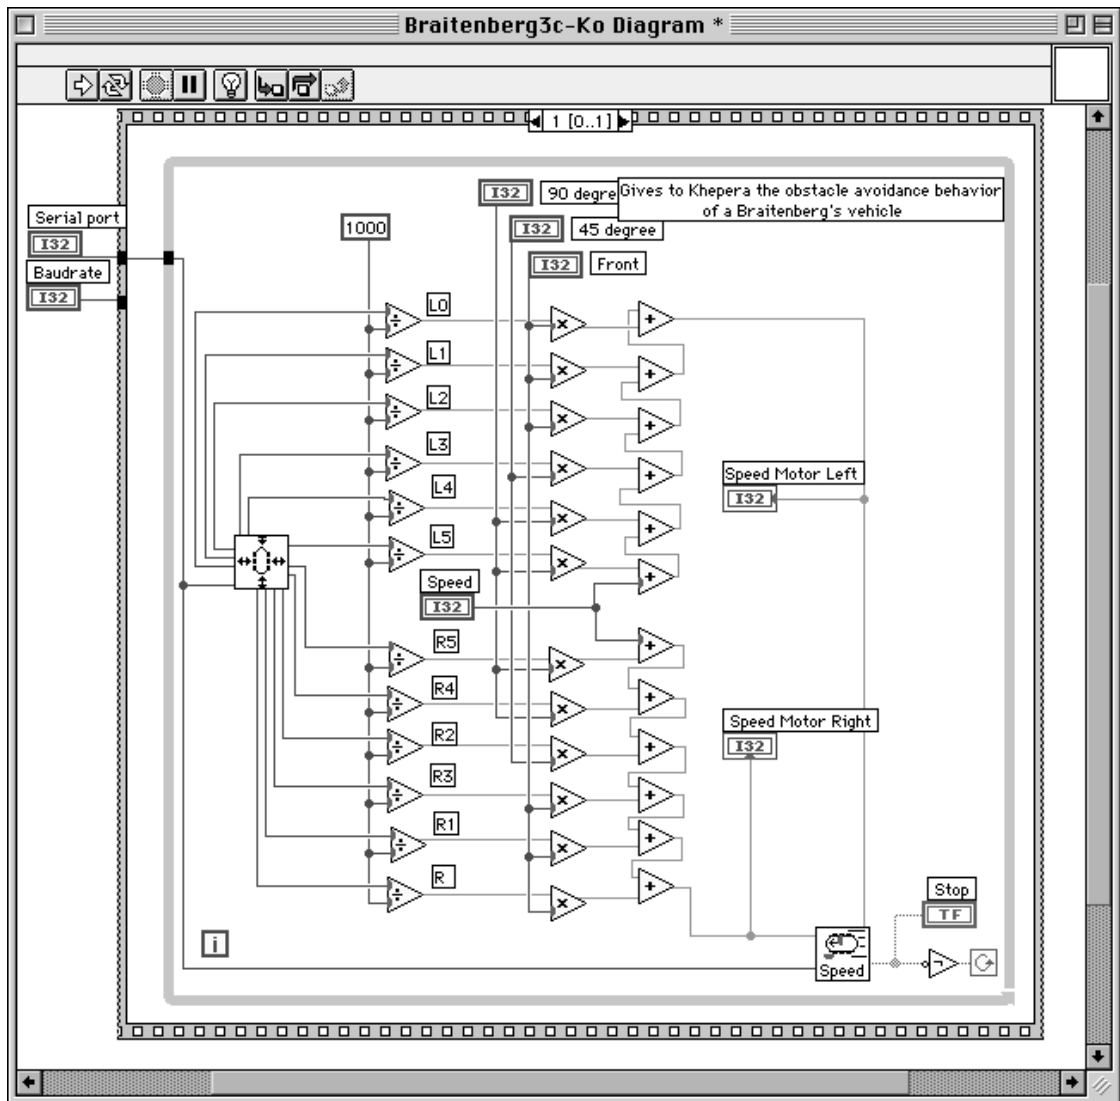 Braitenberg3c-Ko Diagram *
1 [0..1]
I32
90 degre
Gives to Khepera the obstacle avoidance behavior
of a Braitenberg's vehicle
Serial port
I32
1000
I32
45 degree
Baudrate
I32
I32
Front
L0
÷
×
+
L1
÷
×
+
L2
÷
×
+
L3
÷
×
+
Speed Motor Left
I32
L4
÷
×
+
L5
÷
×
+
Speed
I32
R5
÷
×
+
R4
÷
×
+
R2
÷
×
+
Speed Motor Right
I32
R3
÷
×
+
R1
÷
×
+
R
÷
×
+
Stop
TF
i
Speed